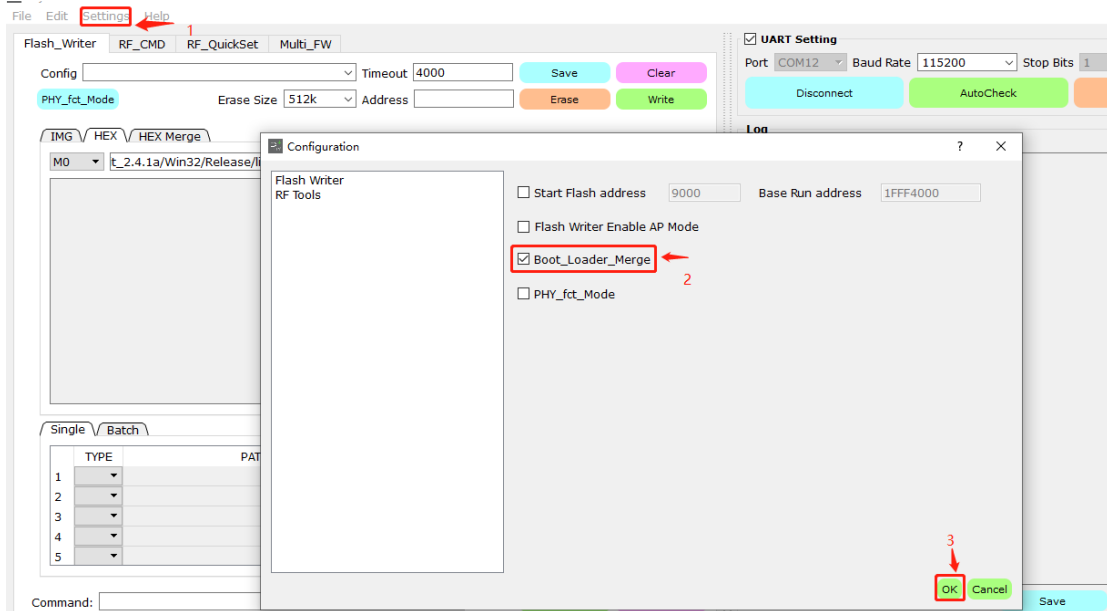 File Edit Settings Help
1
Flash_Writer RF_CMD RF_QuickSet Multi_FW
UART Setting
Config Timeout 4000 Save Clear
Port COM12 Baud Rate 115200 Stop Bits 1
PHY_fct_Mode Erase Size 512k Address Erase Write
Disconnect AutoCheck
Log
IMG HEX HEX Merge
M0 t_2.4.1a/Win32/Release/li
Configuration ?
Flash Writer
RF Tools
Start Flash address 9000 Base Run address 1FFF4000
Flash Writer Enable AP Mode
Boot_Loader_Merge
2
PHY_fct_Mode
Single Batch
TYPE PAT
1
2
3
4
5
3
OK Cancel
Command: Save